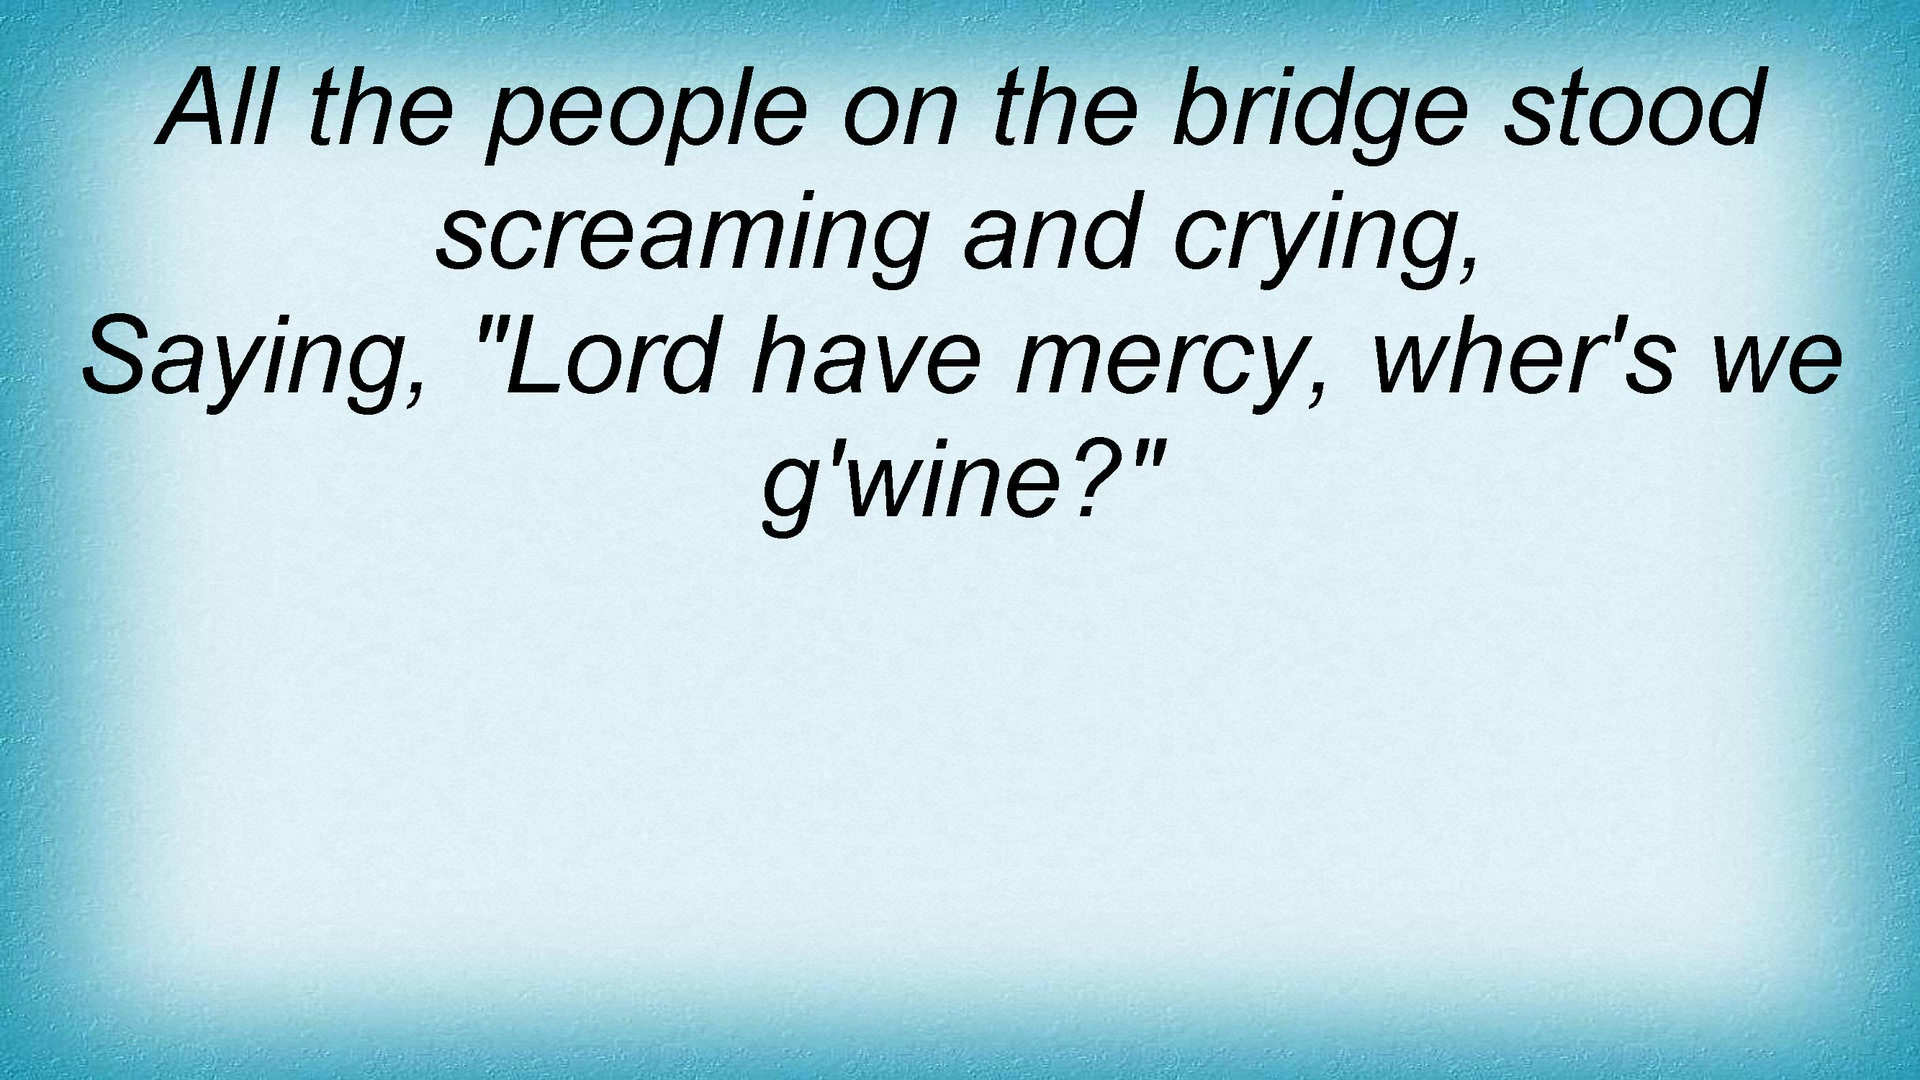 All the people on the bridge stood
screaming and crying,
Saying, "Lord have mercy, wher's we
g'wine?"